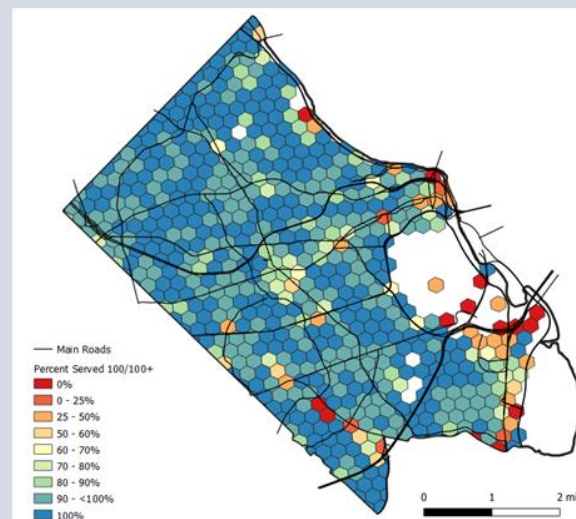 Main Roads
Percent Served 100/100+
0%
0 - 25%
25 - 50%
50 - 60%
60 - 70%
70 - 80%
80 - 90%
90 - <100%
100%
0 1 2 mi